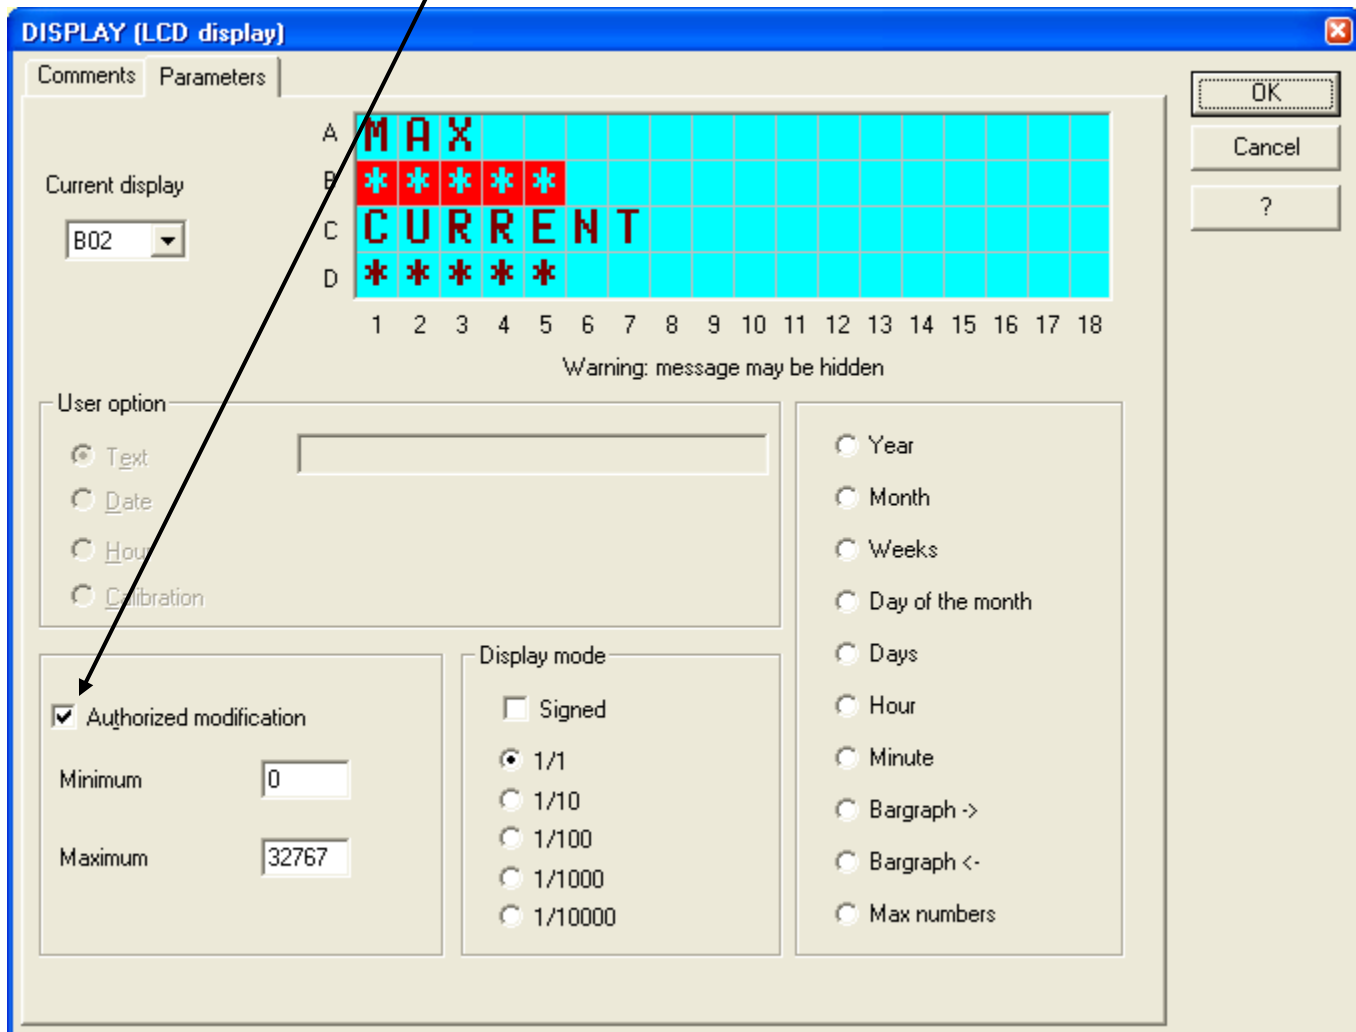 DISPLAY (LCD display)
Comments Parameters
OK
Cancel
?
Current display
B02
A MAX
B *****
C CURRENT
D *****
1 2 3 4 5 6 7 8 9 10 11 12 13 14 15 16 17 18
Warning: message may be hidden
User option
Text
Date
Hour
Calibration
Authorized modification
Minimum 0
Maximum 32767
Display mode
Signed
1/1
1/10
1/100
1/1000
1/10000
Year
Month
Weeks
Day of the month
Days
Hour
Minute
Bargraph ->
Bargraph <-
Max numbers